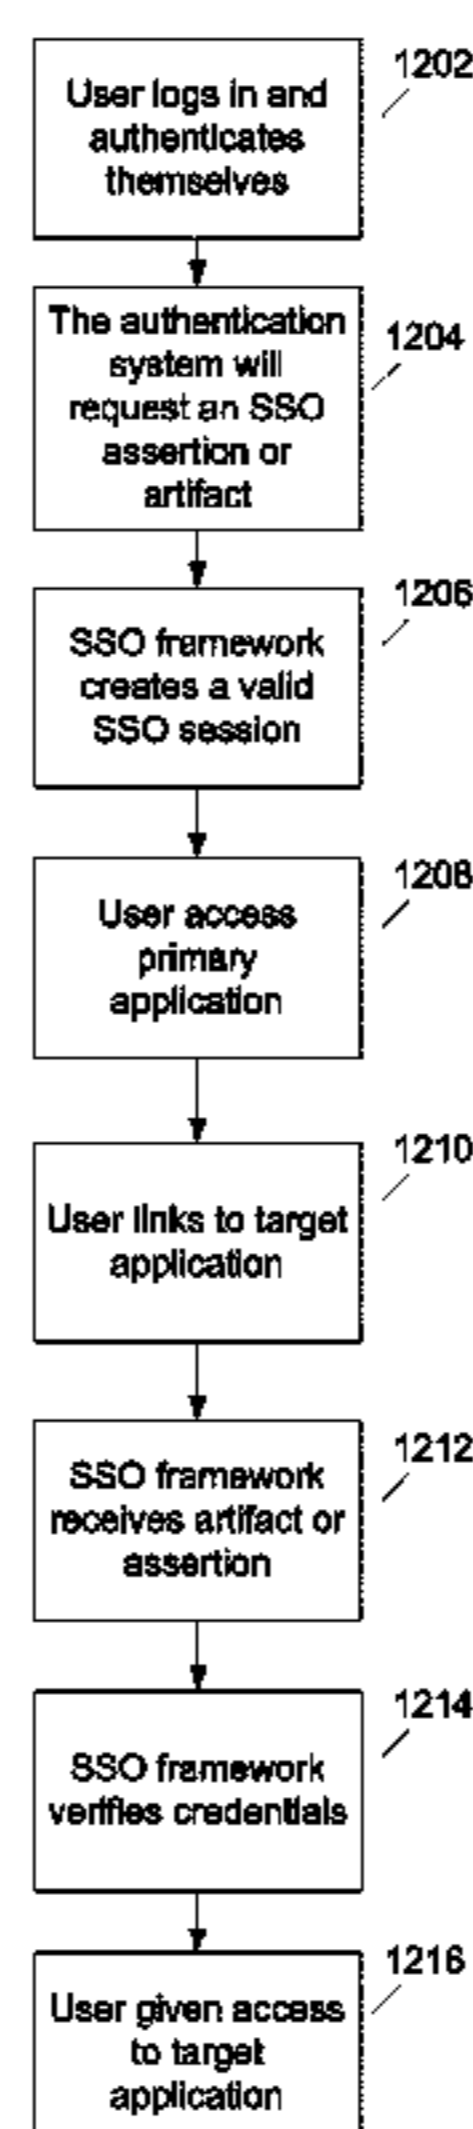 1202
User logs in and
authenticates
themselves
1204
The authentication
system will
request an SSO
assertion or
artifact
1206
SSO framework
creates a valid
SSO session
1208
User access
primary
application
1210
User links to target
application
1212
SSO framework
receives artifact or
assertion
1214
SSO framework
verifies credentials
1216
User given access
to target
application